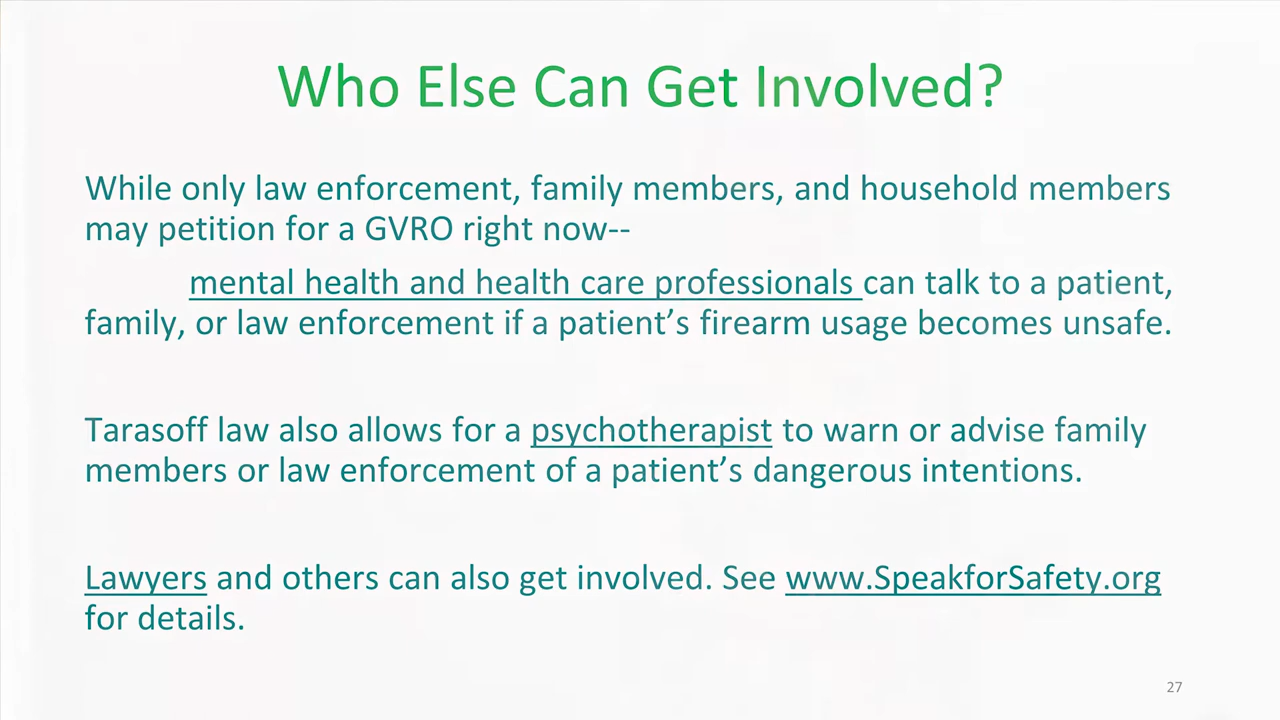 Who Else Can Get Involved?
While only law enforcement, family members, and household members
may petition for a GVRO right now--
mental health and health care professionals can talk to a patient,
family, or law enforcement if a patient’s firearm usage becomes unsafe.
Tarasoff law also allows for a psychotherapist to warn or advise family
members or law enforcement of a patient’s dangerous intentions.
Lawyers and others can also get involved. See www.SpeakforSafety.org
for details.
27